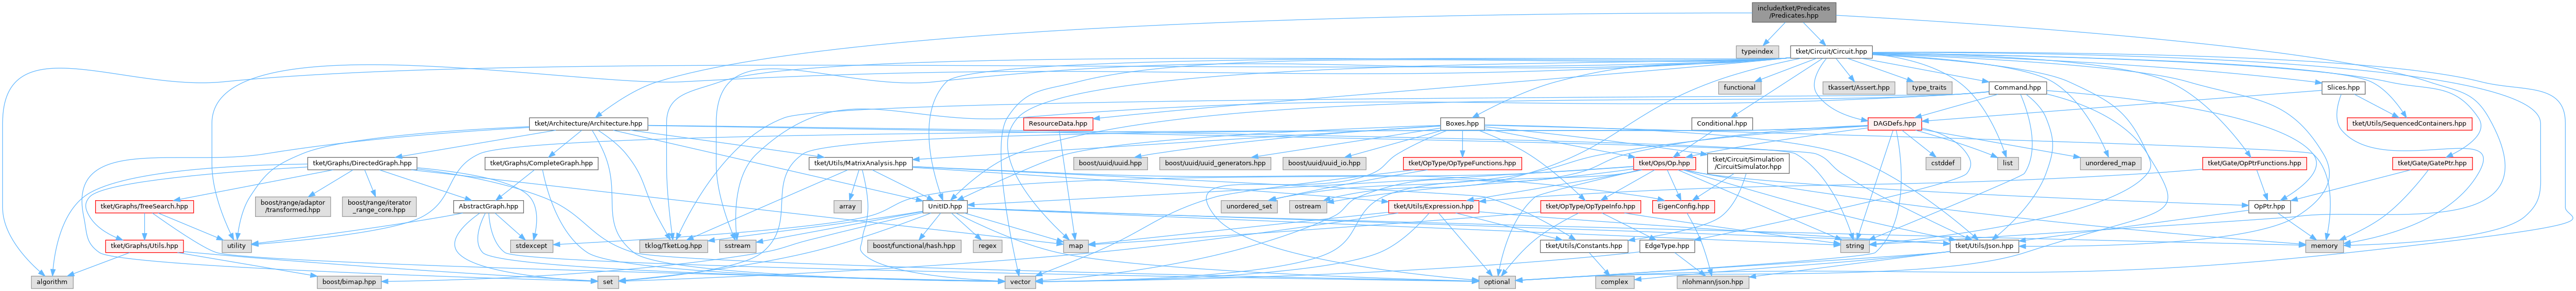 include/tket/Predicates
/Predicates.hpp
typeindex
tket/Circuit/Circuit.hpp
functional
tkassert/Assert.hpp
type_traits
Command.hpp
Slices.hpp
tket/Architecture/Architecture.hpp
ResourceData.hpp
Boxes.hpp
Conditional.hpp
DAGDefs.hpp
tket/Utils/SequencedContainers.hpp
tket/Graphs/DirectedGraph.hpp
tket/Graphs/CompleteGraph.hpp
tket/Utils/MatrixAnalysis.hpp
boost/uuid/uuid.hpp
boost/uuid/uuid_generators.hpp
boost/uuid/uuid_io.hpp
tket/OpType/OpTypeFunctions.hpp
tket/Ops/Op.hpp
tket/Circuit/Simulation
/CircuitSimulator.hpp
cstddef
list
unordered_map
tket/Gate/OpPtrFunctions.hpp
tket/Gate/GatePtr.hpp
tket/Graphs/TreeSearch.hpp
boost/range/adaptor
/transformed.hpp
boost/range/iterator
_range_core.hpp
AbstractGraph.hpp
array
UnitID.hpp
unordered_set
ostream
tket/Utils/Expression.hpp
tket/OpType/OpTypeInfo.hpp
EigenConfig.hpp
OpPtr.hpp
tket/Graphs/Utils.hpp
utility
stdexcept
tklog/TketLog.hpp
sstream
boost/functional/hash.hpp
regex
map
tket/Utils/Constants.hpp
EdgeType.hpp
string
tket/Utils/Json.hpp
memory
algorithm
boost/bimap.hpp
set
vector
optional
complex
nlohmann/json.hpp